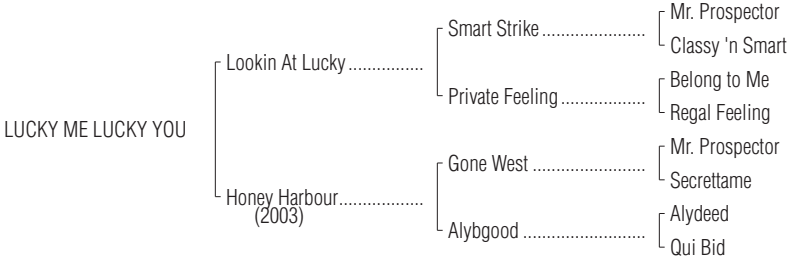 Mr. Prospector
Smart Strike ......................
Classy 'n Smart
Lookin At Lucky ................
Belong to Me
Private Feeling ..................
Regal Feeling
LUCKY ME LUCKY YOU
Mr. Prospector
Gone West ........................
Secrettame
Honey Harbour..................
(2003)
Alydeed
Alybgood ..........................
Qui Bid